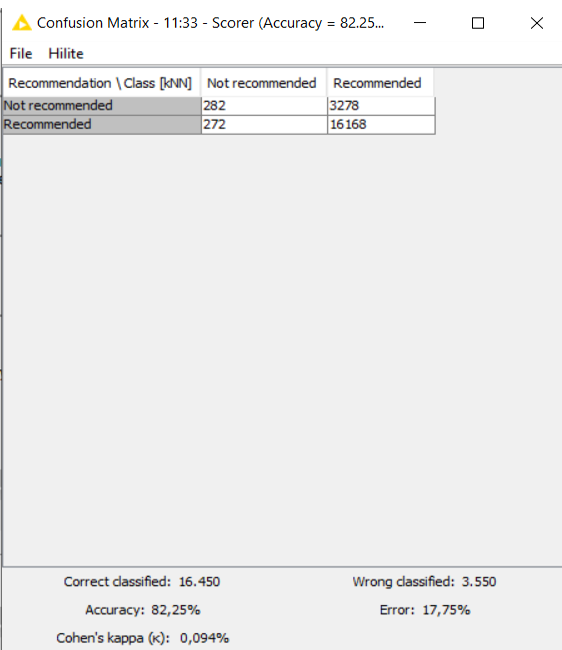 Confusion Matrix - 11:33 - Scorer (Accuracy = 82.25...
File Hilite
Recommendation \ Class [kNN] Not recommended Recommended
Not recommended 282 3278
Recommended 272 16168
Correct classified: 16.450 Wrong classified: 3.550
Accuracy: 82,25% Error: 17,75%
Cohen's kappa (κ): 0,094%